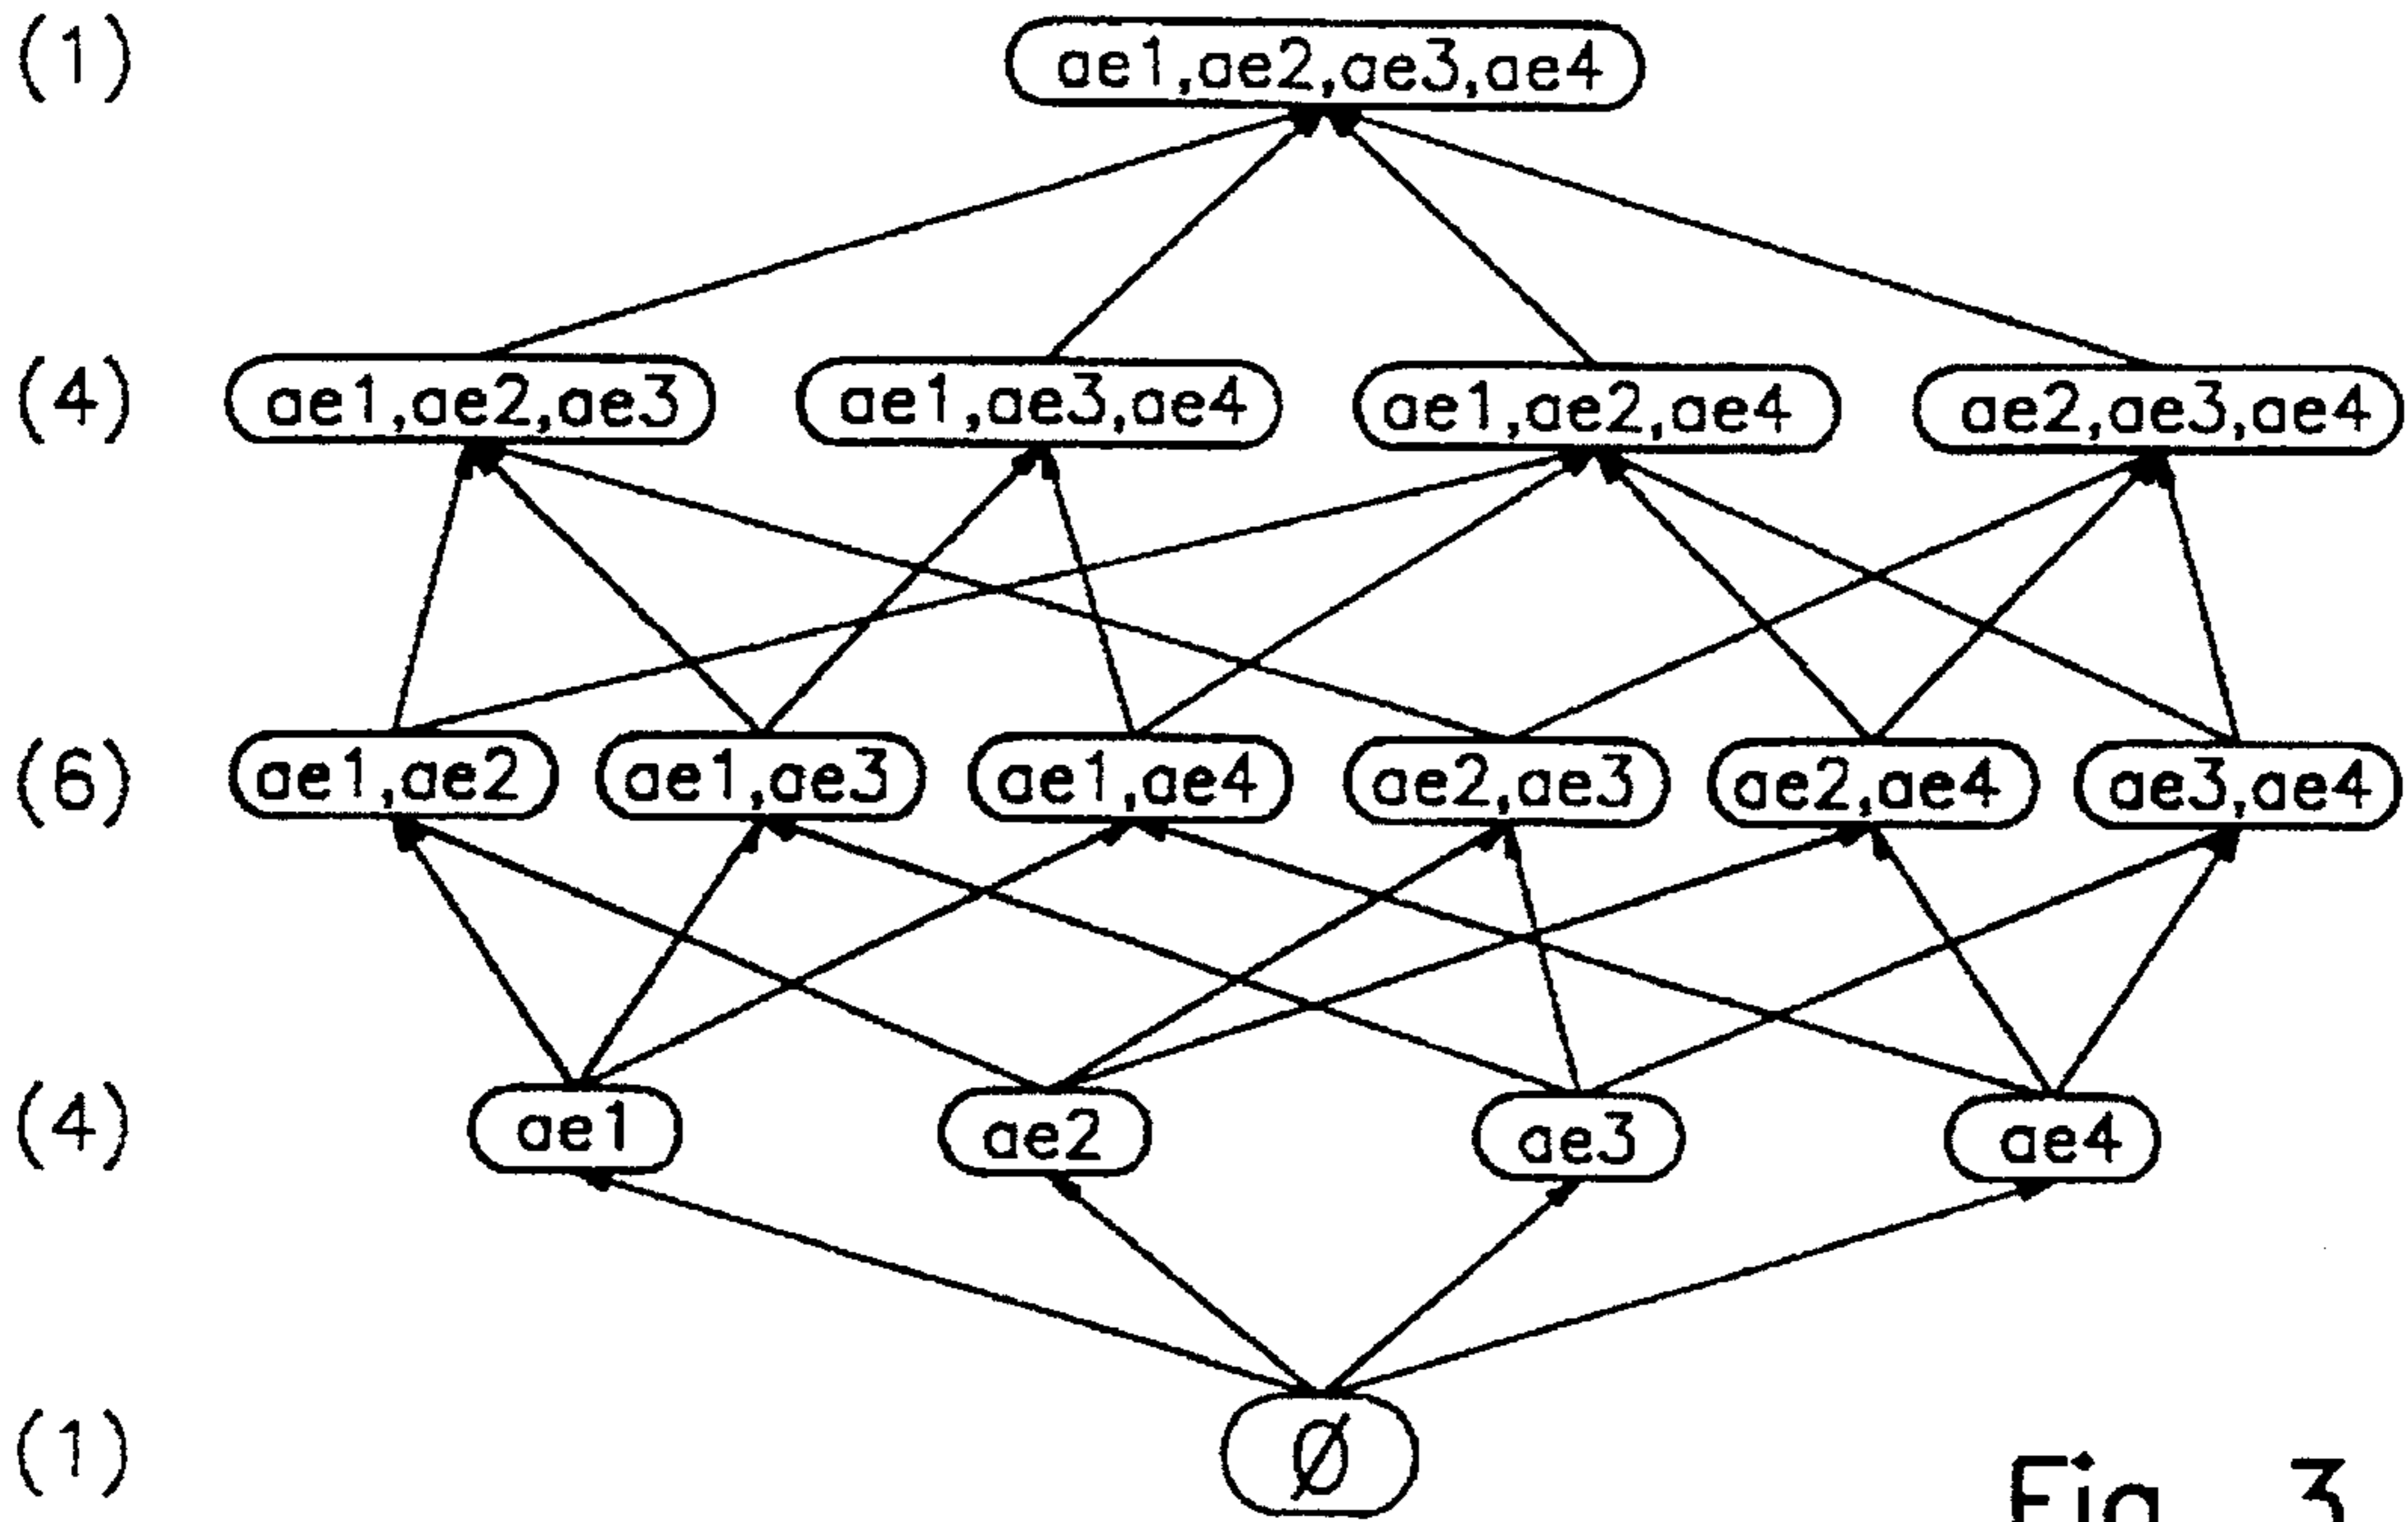 (1) ae1,ae2,ae3,ae4
(4) ae1,ae2,ae3 ae1,ae3,ae4 ae1,ae2,ae4 ae2,ae3,ae4
(6) ae1,ae2 ae1,ae3 ae1,ae4 ae2,ae3 ae2,ae4 ae3,ae4
(4) ae1 ae2 ae3 ae4
(1) Ø
Fig. 3